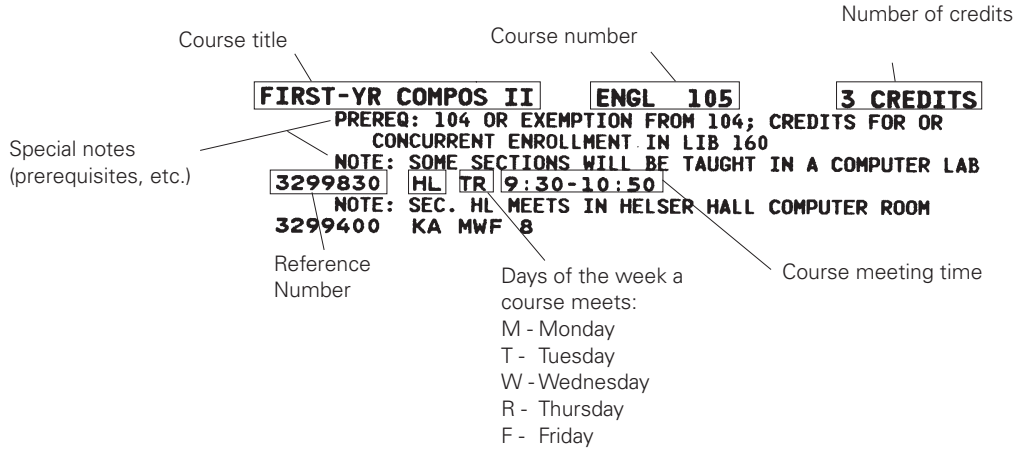 Number of credits
Course title
Course number
FIRST-YR COMPOS II ENGL 105 3 CREDITS
PREREQ: 104 OR EXEMPTION FROM 104; CREDITS FOR OR
CONCURRENT ENROLLMENT IN LIB 160
Special notes
(prerequisites, etc.)
NOTE: SOME SECTIONS WILL BE TAUGHT IN A COMPUTER LAB
3299830 HL TR 9:30-10:50
NOTE: SEC. HL MEETS IN HELSER HALL COMPUTER ROOM
3299400 KA MWF 8
Reference
Number
Days of the week a
course meets:
M - Monday
T - Tuesday
W - Wednesday
R - Thursday
F - Friday
Course meeting time